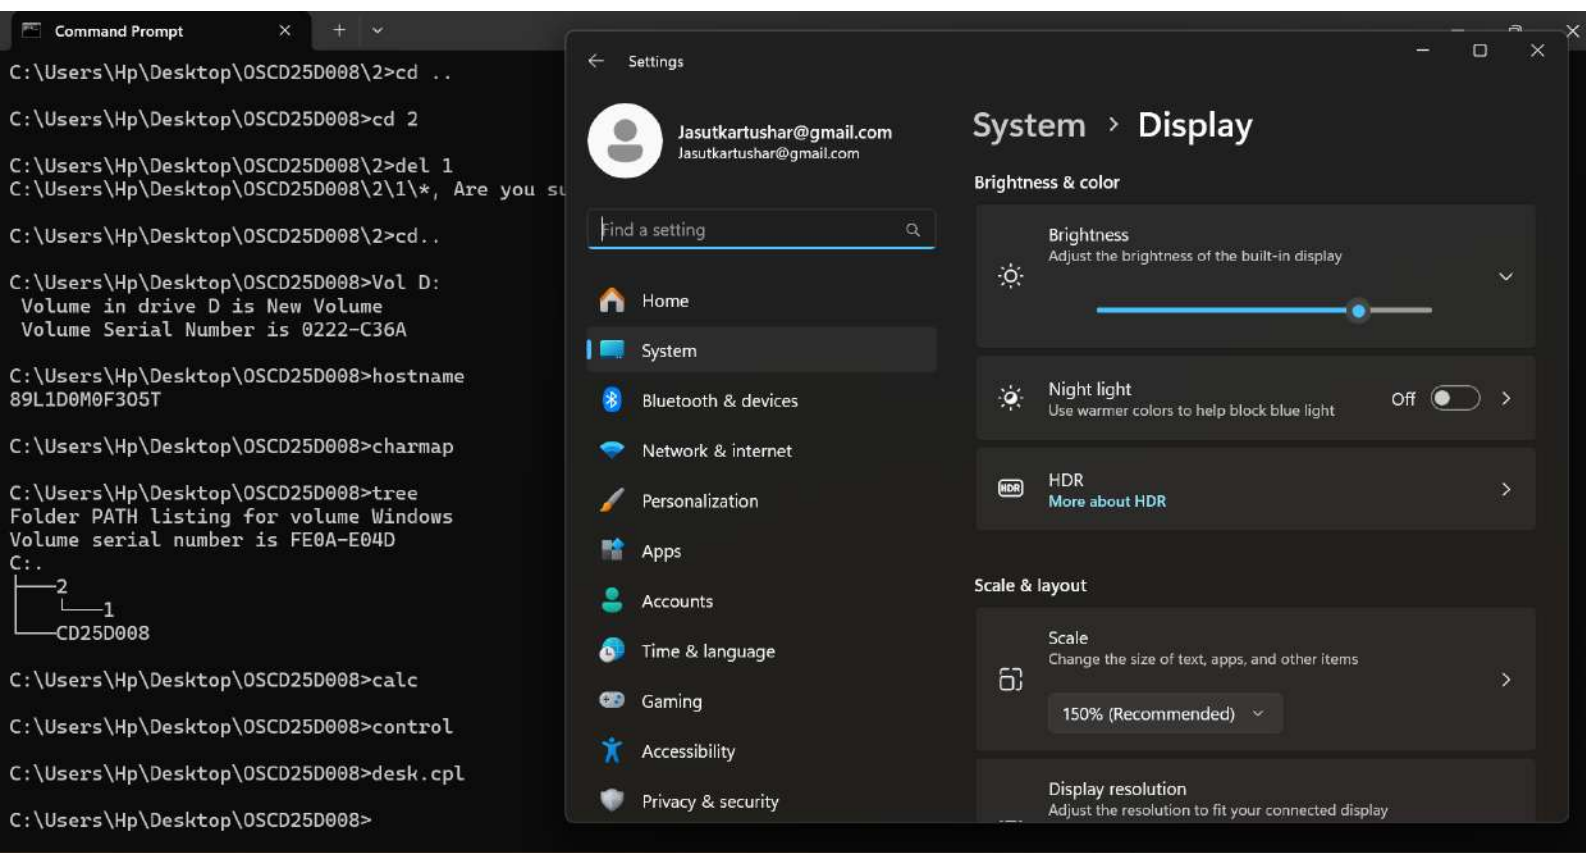 Command Prompt
C:\Users\Hp\Desktop\OSCD25D008\2>cd ..
C:\Users\Hp\Desktop\OSCD25D008>cd 2
C:\Users\Hp\Desktop\OSCD25D008\2>del 1
C:\Users\Hp\Desktop\OSCD25D008\2\1\*, Are you su
C:\Users\Hp\Desktop\OSCD25D008\2>cd..
C:\Users\Hp\Desktop\OSCD25D008>Vol D:
Volume in drive D is New Volume
Volume Serial Number is 0222-C36A
C:\Users\Hp\Desktop\OSCD25D008>hostname
89L1D0M0F3O5T
C:\Users\Hp\Desktop\OSCD25D008>charmap
C:\Users\Hp\Desktop\OSCD25D008>tree
Folder PATH listing for volume Windows
Volume serial number is FE0A-E04D
C:.
├───2
│   └───1
└───CD25D008
C:\Users\Hp\Desktop\OSCD25D008>calc
C:\Users\Hp\Desktop\OSCD25D008>control
C:\Users\Hp\Desktop\OSCD25D008>desk.cpl
C:\Users\Hp\Desktop\OSCD25D008>
Settings
Jasutkartushar@gmail.com
Jasutkartushar@gmail.com
Find a setting
Home
System
Bluetooth & devices
Network & internet
Personalization
Apps
Accounts
Time & language
Gaming
Accessibility
Privacy & security
System > Display
Brightness & color
Brightness
Adjust the brightness of the built-in display
Night light
Use warmer colors to help block blue light
Off
HDR
HDR
More about HDR
Scale & layout
Scale
Change the size of text, apps, and other items
150% (Recommended)
Display resolution
Adjust the resolution to fit your connected display